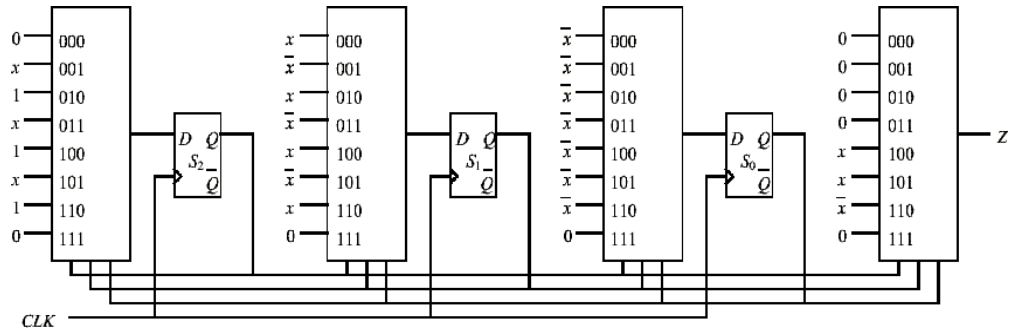 0 000 x 000 x̅ 000 0 000
x 001 x̅ 001 x̅ 001 0 001
1 010 x 010 x̅ 010 0 010
x 011 x̅ 011 x̅ 011 0 011
D Q D Q D Q Z
1 100 x 100 x̅ 100 x 100
S₂ S₁ S₀
x 101 Q̅ x̅ 101 Q̅ x̅ 101 Q̅ x 101
1 110 x 110 x̅ 110 x̅ 110
0 111 0 111 0 111 0 111
CLK